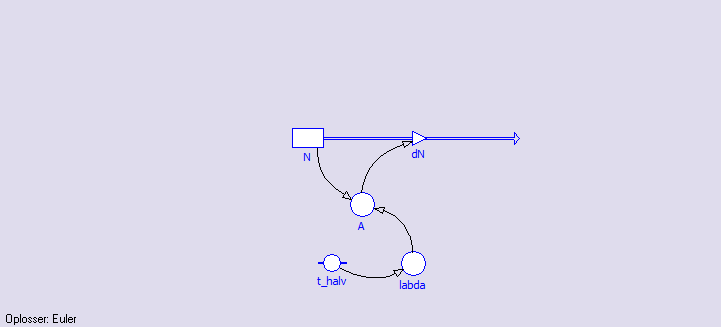 N
dN
A
t_halv
labda
Oplosser: Euler